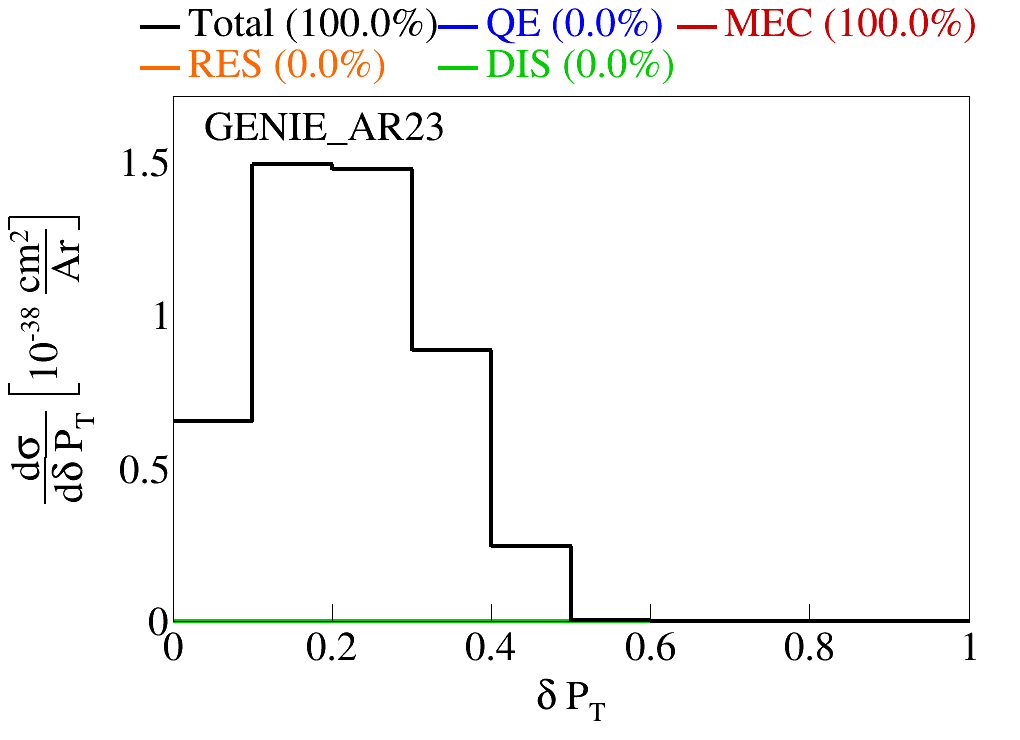 Total (100.0%) QE (0.0%) MEC (100.0%)
RES (0.0%) DIS (0.0%)
GENIE_AR23
1.5
1
0.5
0
0 0.2 0.4 0.6 0.8 1
δ P_T
dσ/dδ P_T [10^-38 cm^2/Ar]